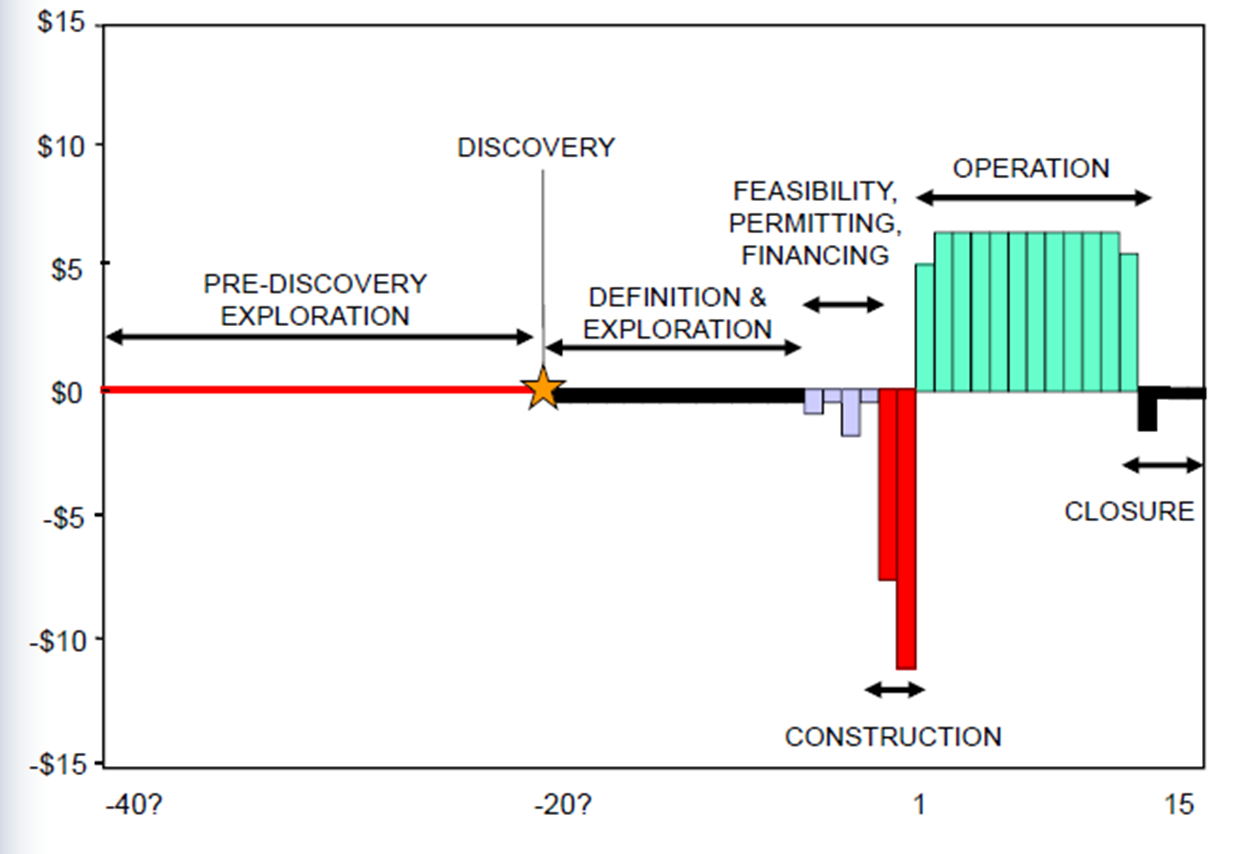 $15
$10
DISCOVERY
OPERATION
FEASIBILITY,
PERMITTING,
FINANCING
$5
PRE-DISCOVERY
EXPLORATION
DEFINITION &
EXPLORATION
$0
-$5
CLOSURE
-$10
CONSTRUCTION
-$15
-40?
-20?
1
15